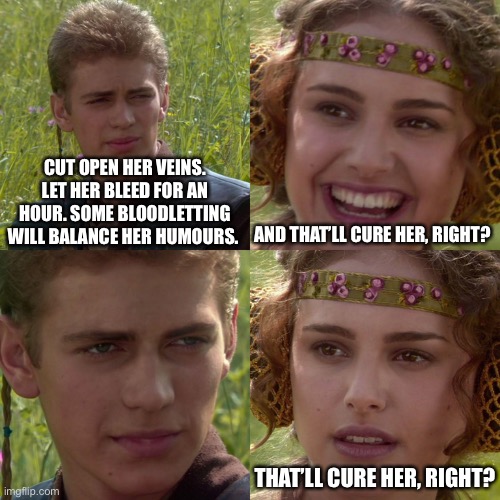 CUT OPEN HER VEINS.
LET HER BLEED FOR AN
HOUR. SOME BLOODLETTING
WILL BALANCE HER HUMOURS.
AND THAT'LL CURE HER, RIGHT?
THAT'LL CURE HER, RIGHT?
imgflip.com